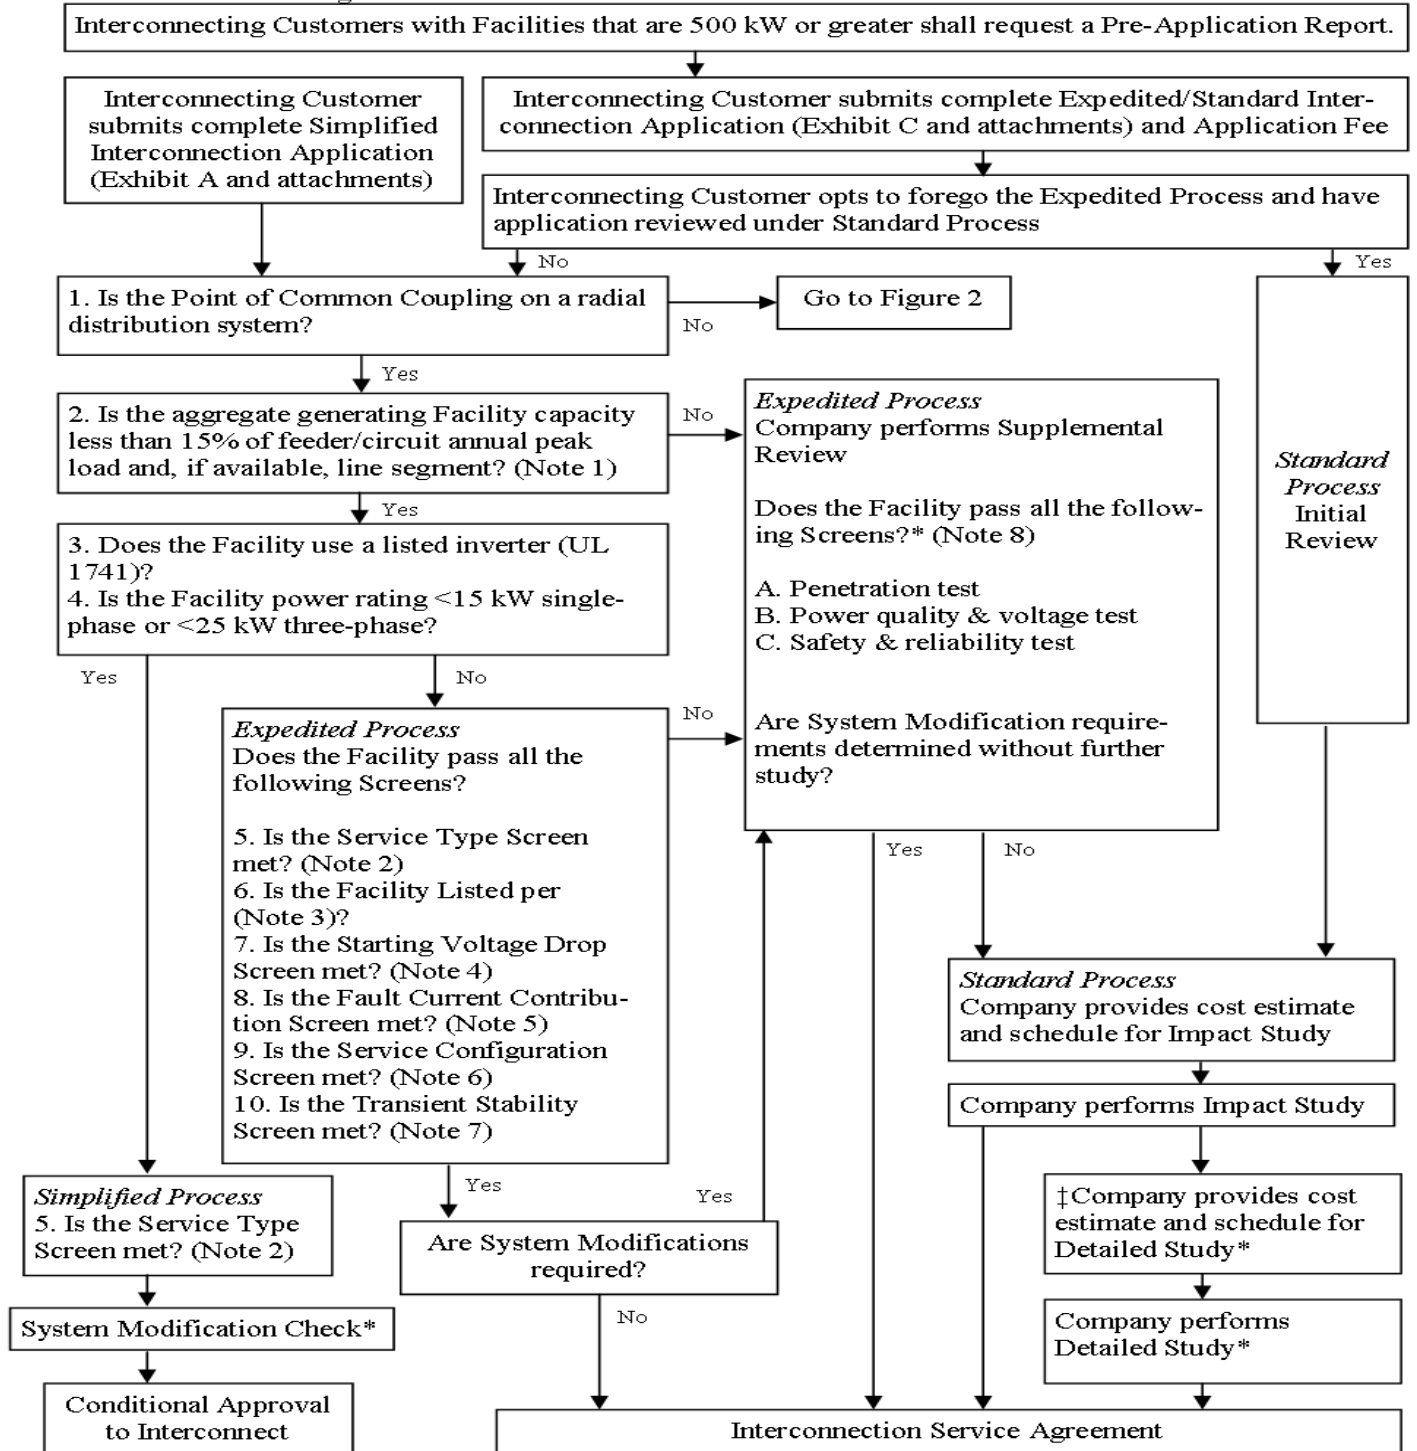 Interconnecting Customers with Facilities that are 500 kW or greater shall request a Pre-Application Report.
Interconnecting Customer
submits complete Simplified
Interconnection Application
(Exhibit A and attachments)
Interconnecting Customer submits complete Expedited/Standard Inter-
connection Application (Exhibit C and attachments) and Application Fee
Interconnecting Customer opts to forego the Expedited Process and have
application reviewed under Standard Process
No
Yes
1. Is the Point of Common Coupling on a radial
distribution system?
No
Go to Figure 2
Yes
2. Is the aggregate generating Facility capacity
less than 15% of feeder/circuit annual peak
load and, if available, line segment? (Note 1)
No
Yes
3. Does the Facility use a listed inverter (UL
1741)?
4. Is the Facility power rating <15 kW single-
phase or <25 kW three-phase?
Yes
No
Expedited Process
Company performs Supplemental
Review
Does the Facility pass all the follow-
ing Screens?* (Note 8)
A. Penetration test
B. Power quality & voltage test
C. Safety & reliability test
Are System Modification require-
ments determined without further
study?
Standard
Process
Initial
Review
Expedited Process
Does the Facility pass all the
following Screens?
5. Is the Service Type Screen
met? (Note 2)
6. Is the Facility Listed per
(Note 3)?
7. Is the Starting Voltage Drop
Screen met? (Note 4)
8. Is the Fault Current Contribu-
tion Screen met? (Note 5)
9. Is the Service Configuration
Screen met? (Note 6)
10. Is the Transient Stability
Screen met? (Note 7)
No
Yes
No
Standard Process
Company provides cost estimate
and schedule for Impact Study
Company performs Impact Study
‡Company provides cost
estimate and schedule for
Detailed Study*
Company performs
Detailed Study*
Simplified Process
5. Is the Service Type
Screen met? (Note 2)
System Modification Check*
Conditional Approval
to Interconnect
Yes
Yes
Are System Modifications
required?
No
Interconnection Service Agreement